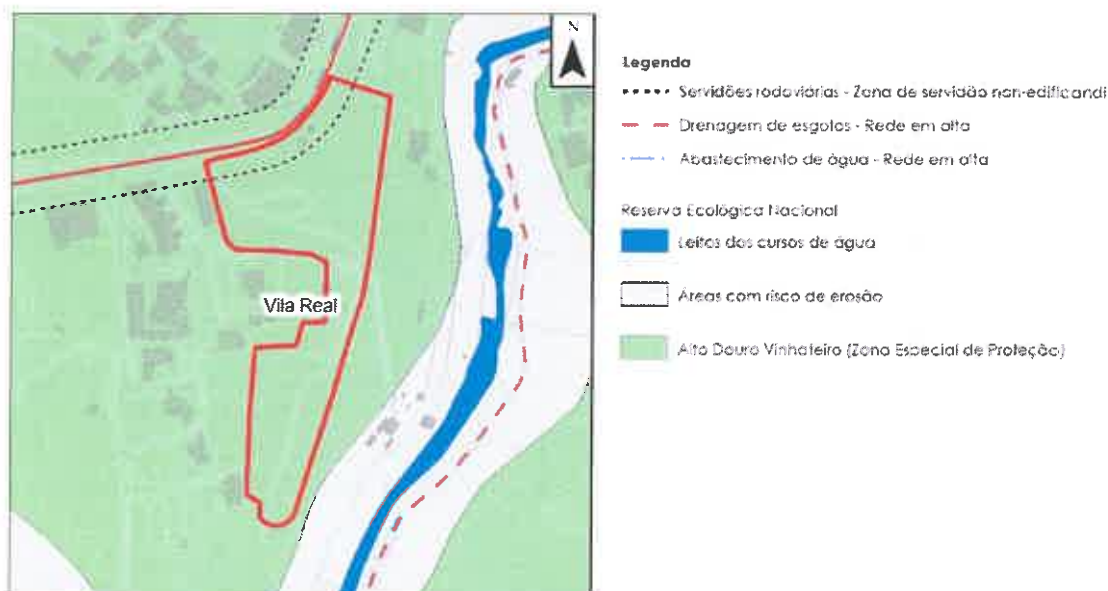 N
Vila Real
Legenda
Servidões rodoviárias - Zona de servidão non-edificandi
Drenagem de esgotos - Rede em alta
Abastecimento de água - Rede em alta
Reserva Ecológica Nacional
Leitos dos cursos de água
Áreas com risco de erosão
Alto Douro Vinhateiro (Zona Especial de Proteção)